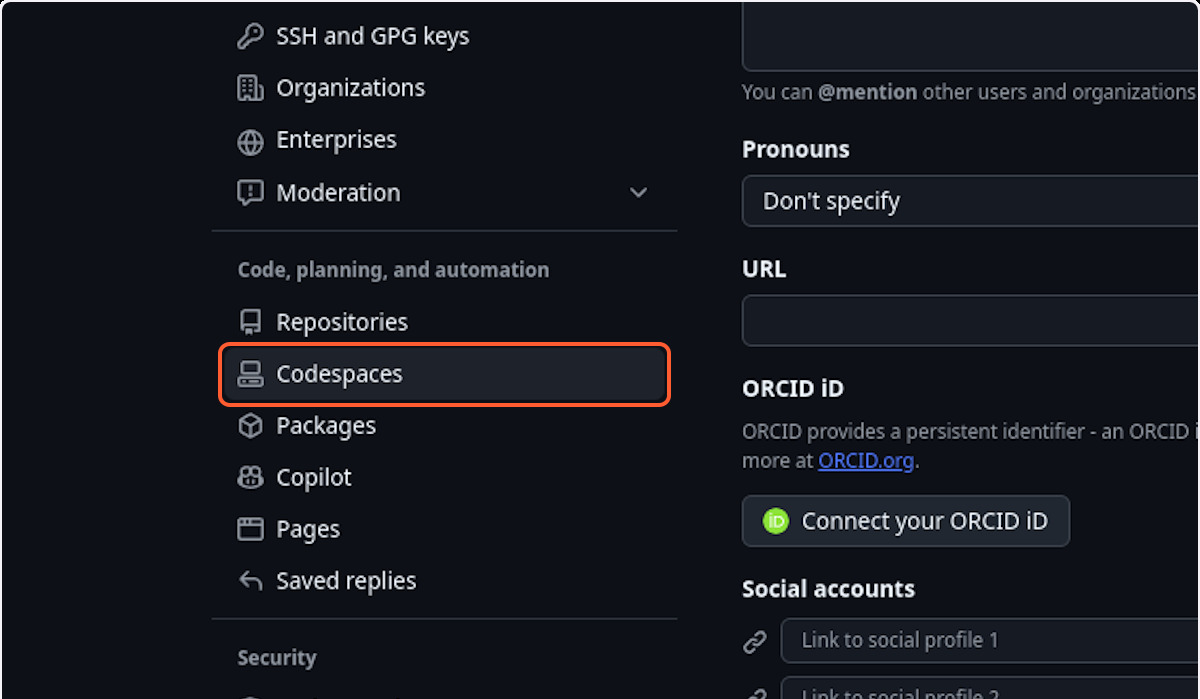 SSH and GPG keys
Organizations
Enterprises
Moderation
Code, planning, and automation
Repositories
Codespaces
Packages
Copilot
Pages
Saved replies
Security
You can @mention other users and organizations
Pronouns
Don't specify
URL
ORCID iD
ORCID provides a persistent identifier - an ORCID
more at ORCID.org.
iD Connect your ORCID iD
Social accounts
Link to social profile 1
Link to social profile 2